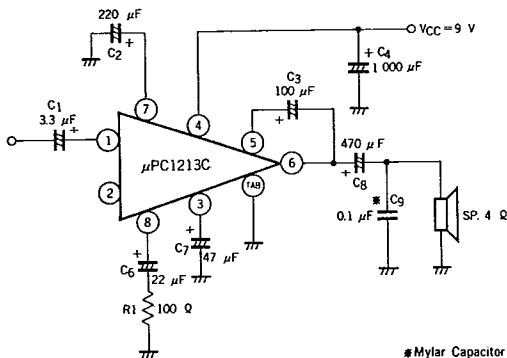 220 μF
+
C2
VCC=9 V
+
C4
1 000 μF
C3
100 μF
+
C1
3.3 μF
+
7
4
5
1
μPC1213C
6
2
TAB
8
3
470 μF
+
C8
✱
C9
0.1 μF
SP. 4 Ω
+
C6
22 μF
+
C7
47 μF
R1
100 Ω
✱Mylar Capacitor